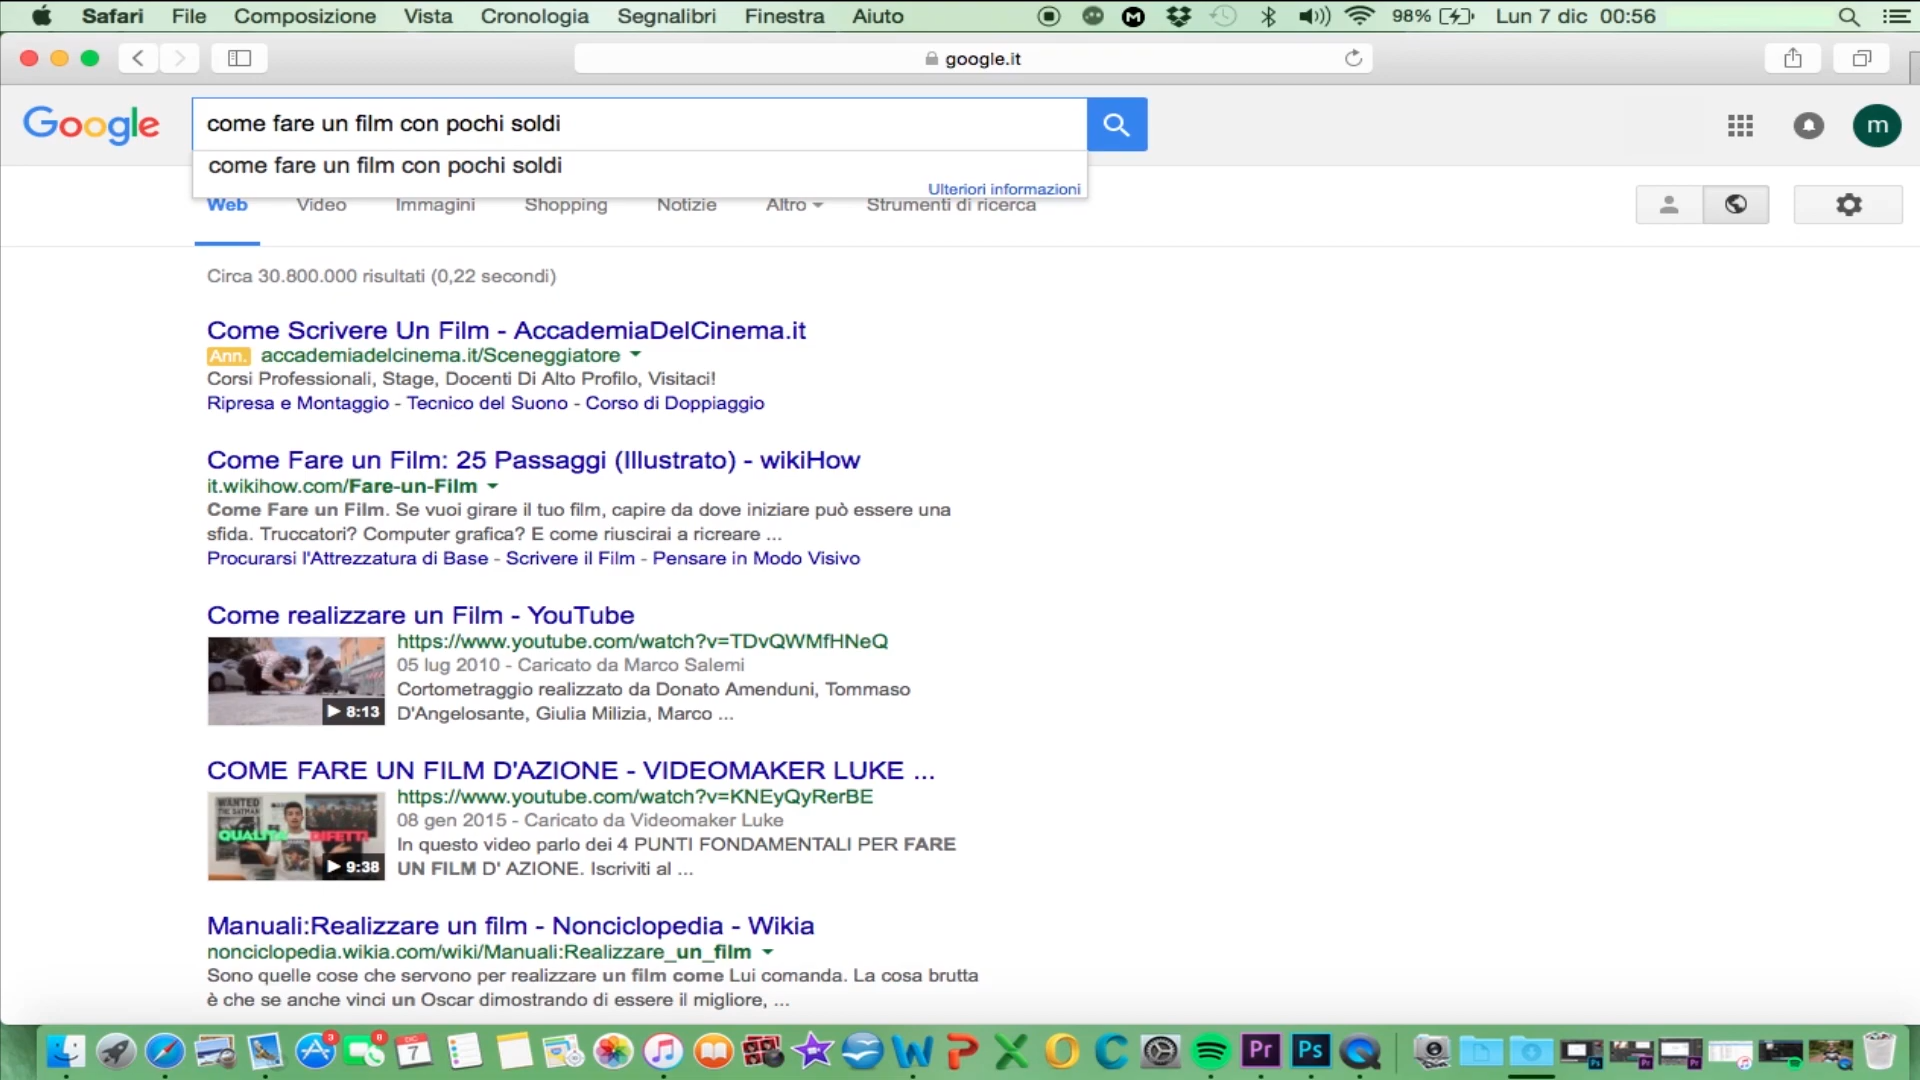 Safari File Composizione Vista Cronologia Segnalibri Finestra Aiuto 98% Lun 7 dic 00:56
google.it
Google come fare un film con pochi soldi m
come fare un film con pochi soldi
Ulteriori informazioni
Web Video Immagini Shopping Notizie Altro Strumenti di ricerca
Circa 30.800.000 risultati (0,22 secondi)
Come Scrivere Un Film - AccademiaDelCinema.it
Ann. accademiadelcinema.it/Sceneggiatore
Corsi Professionali, Stage, Docenti Di Alto Profilo, Visitaci!
Ripresa e Montaggio - Tecnico del Suono - Corso di Doppiaggio
Come Fare un Film: 25 Passaggi (Illustrato) - wikiHow
it.wikihow.com/Fare-un-Film
Come Fare un Film. Se vuoi girare il tuo film, capire da dove iniziare può essere una
sfida. Truccatori? Computer grafica? E come riuscirai a ricreare ...
Procurarsi l'Attrezzatura di Base - Scrivere il Film - Pensare in Modo Visivo
Come realizzare un Film - YouTube
https://www.youtube.com/watch?v=TDvQWMfHNeQ
05 lug 2010 - Caricato da Marco Salemi
Cortometraggio realizzato da Donato Amenduni, Tommaso
D'Angelosante, Giulia Milizia, Marco ...
8:13
COME FARE UN FILM D'AZIONE - VIDEOMAKER LUKE ...
https://www.youtube.com/watch?v=KNEyQyRerBE
08 gen 2015 - Caricato da Videomaker Luke
In questo video parlo dei 4 PUNTI FONDAMENTALI PER FARE
UN FILM D' AZIONE. Iscriviti al ...
WANTED
QUALITA DIFETTI
9:38
Manuali:Realizzare un film - Nonciclopedia - Wikia
nonciclopedia.wikia.com/wiki/Manuali:Realizzare_un_film
Sono quelle cose che servono per realizzare un film come Lui comanda. La cosa brutta
è che se anche vinci un Oscar dimostrando di essere il migliore, ...
3 8 DIC 7 W P X O C Pr Ps